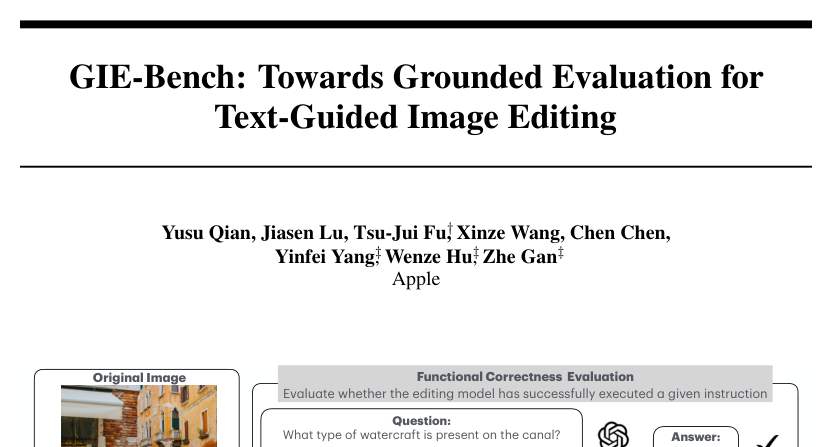 GIE-Bench: Towards Grounded Evaluation for
Text-Guided Image Editing
Yusu Qian, Jiasen Lu, Tsu-Jui Fu,† Xinze Wang, Chen Chen,
Yinfei Yang,‡ Wenze Hu,‡ Zhe Gan‡
Apple
Original Image
Functional Correctness Evaluation
Evaluate whether the editing model has successfully executed a given instruction
Question:
What type of watercraft is present on the canal?
Answer: